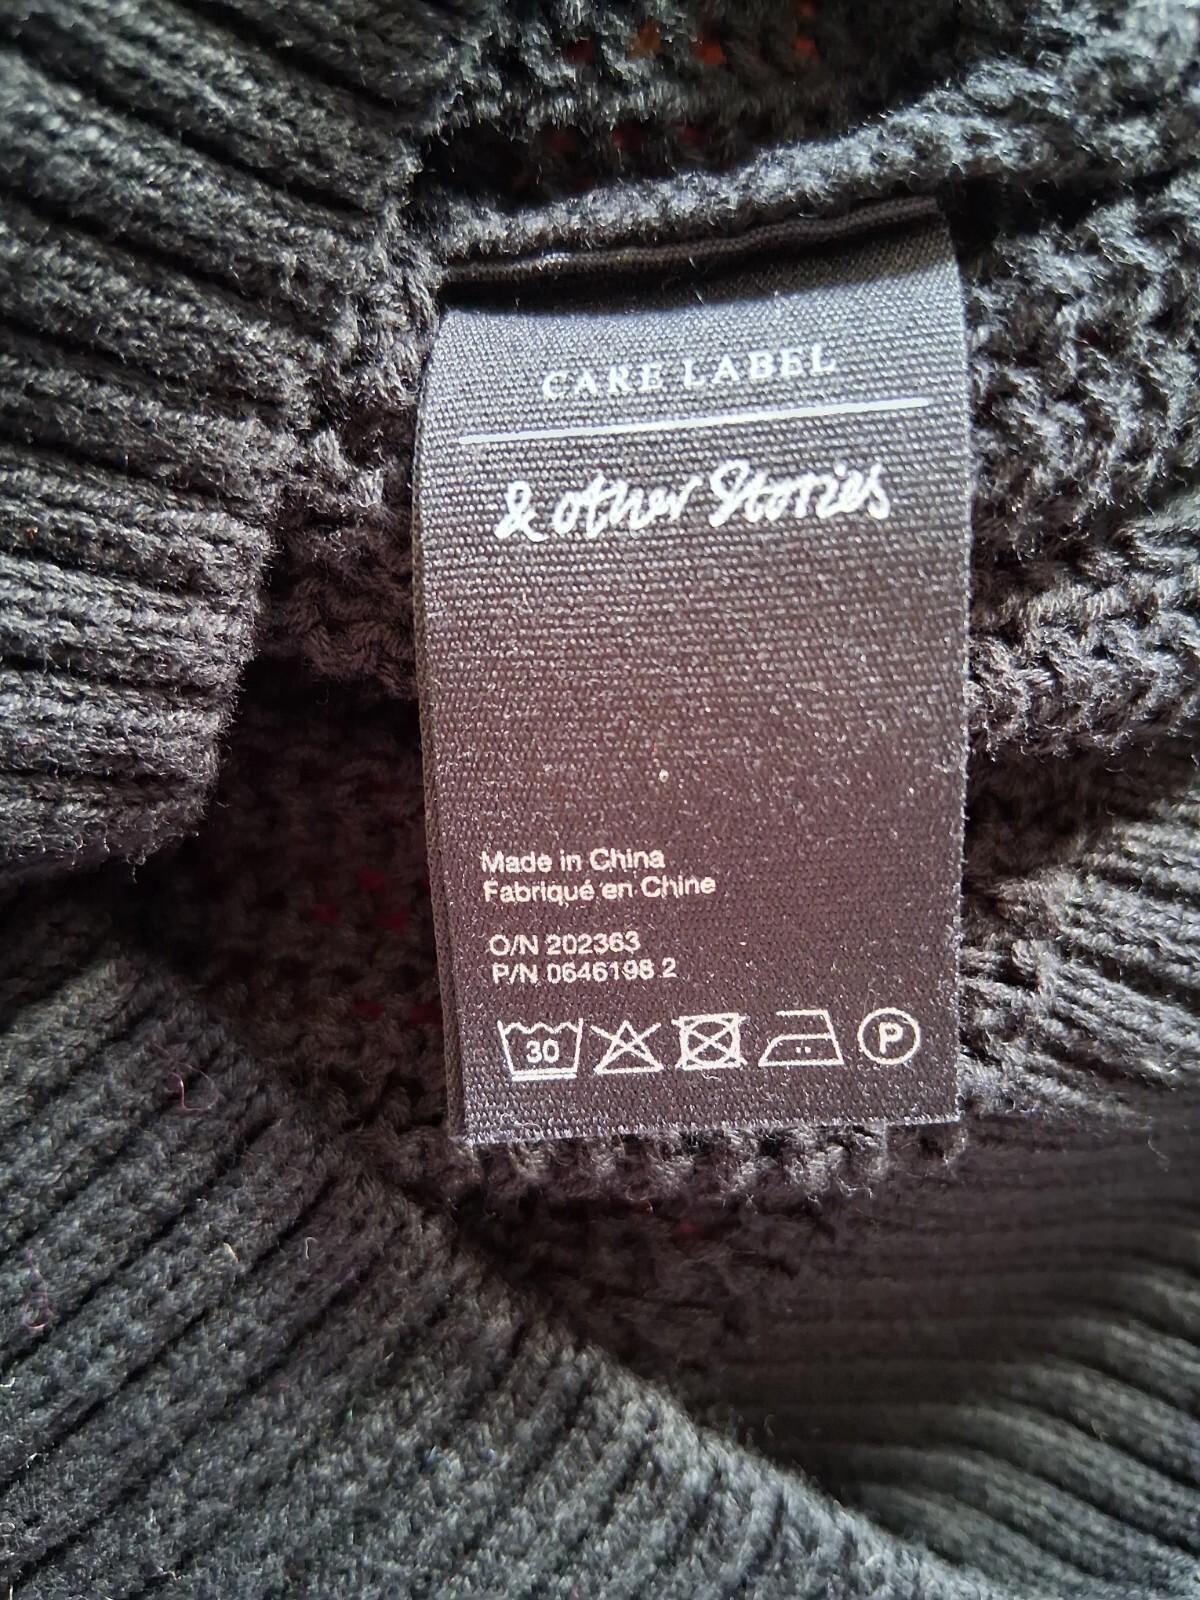 CARE LABEL
& other Stories
Made in China
Fabriqué en Chine
O/N 202363
P/N 0646198 2
30 P